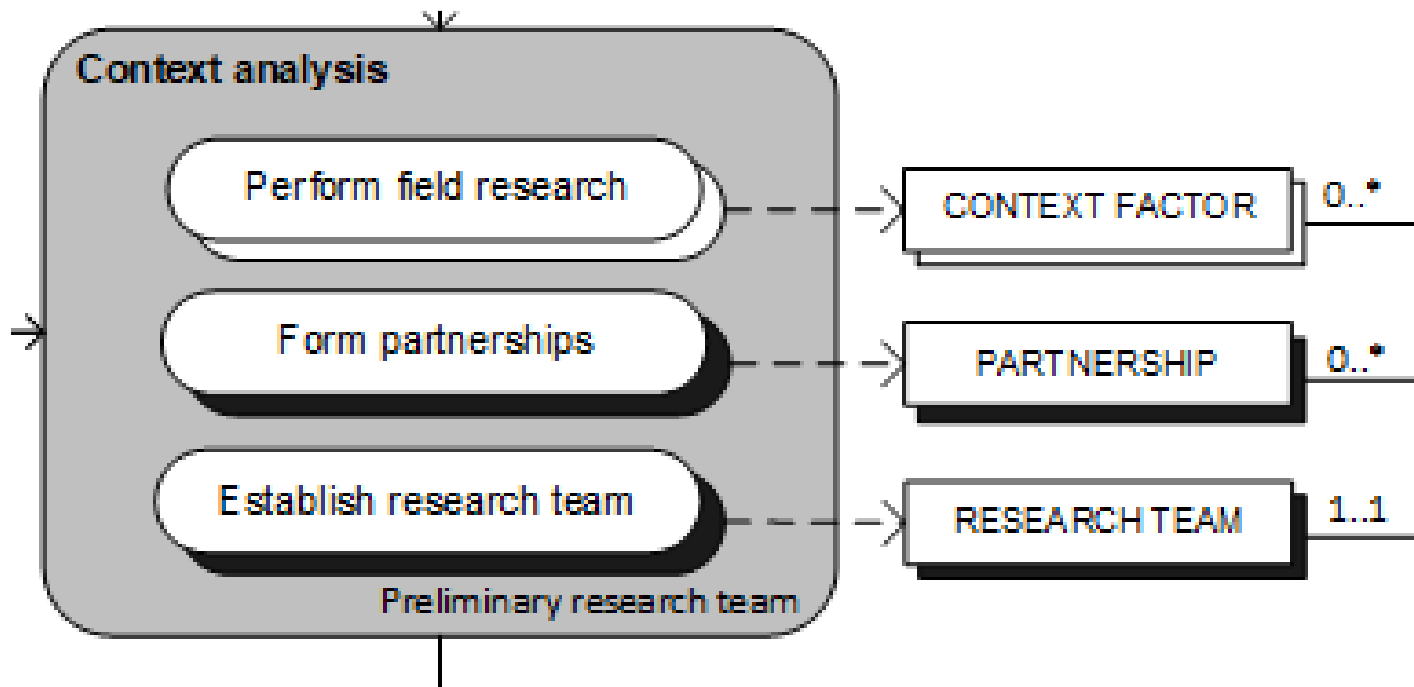 Context analysis
Perform field research
CONTEXT FACTOR
0..*
Form partnerships
PARTNERSHIP
0..*
Establish research team
RESEARCH TEAM
1..1
Preliminary research team